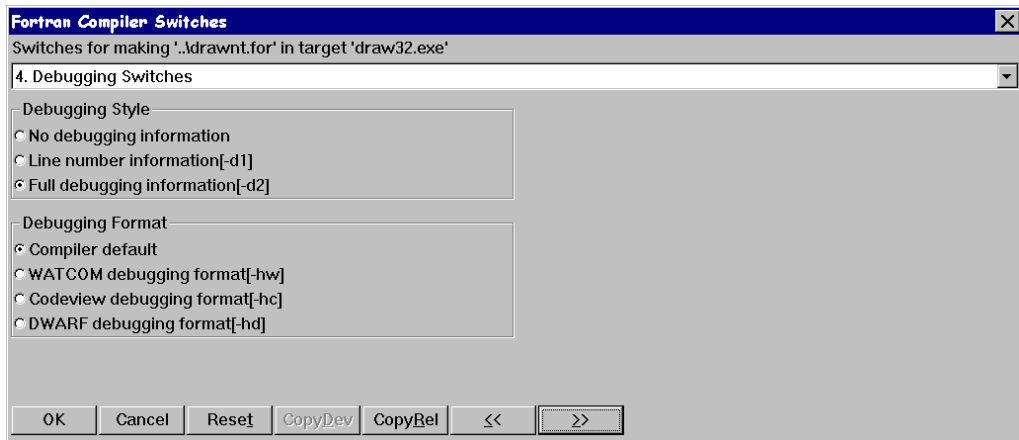 Fortran Compiler Switches
Switches for making '..\drawnt.for' in target 'draw32.exe'
4. Debugging Switches
Debugging Style
No debugging information
Line number information[-d1]
Full debugging information[-d2]
Debugging Format
Compiler default
WATCOM debugging format[-hw]
Codeview debugging format[-hc]
DWARF debugging format[-hd]
OK Cancel Reset CopyDev CopyRel << >>